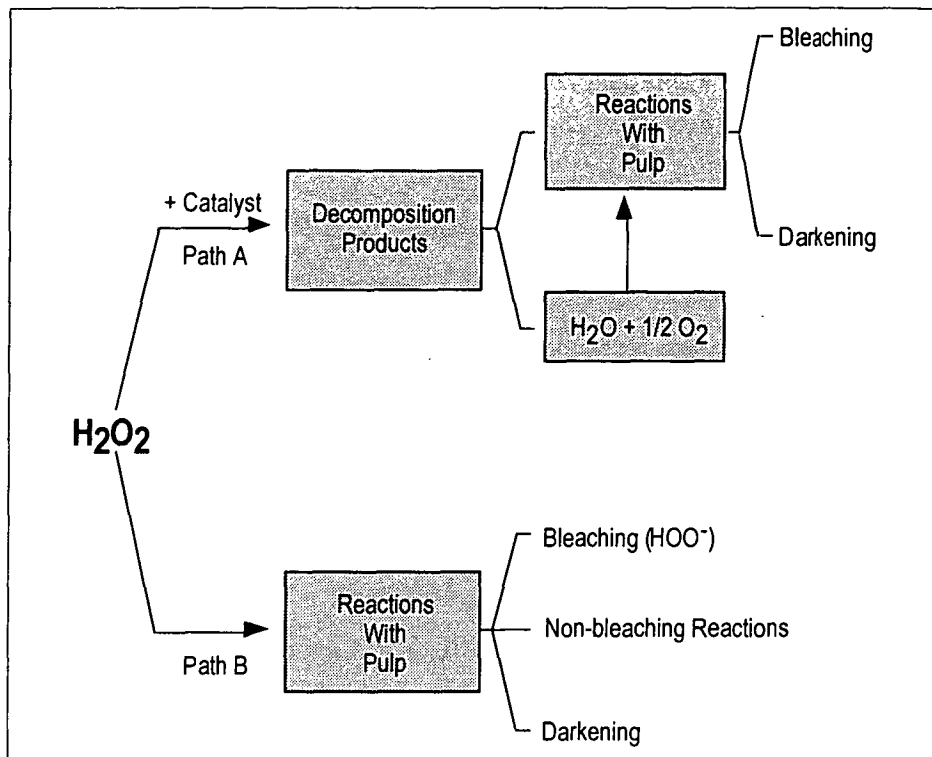 Bleaching
Reactions
With
Pulp
+ Catalyst
Path A
Decomposition
Products
Darkening
H₂O + 1/2 O₂
H₂O₂
Bleaching (HOO⁻)
Reactions
With
Pulp
Path B
Non-bleaching Reactions
Darkening